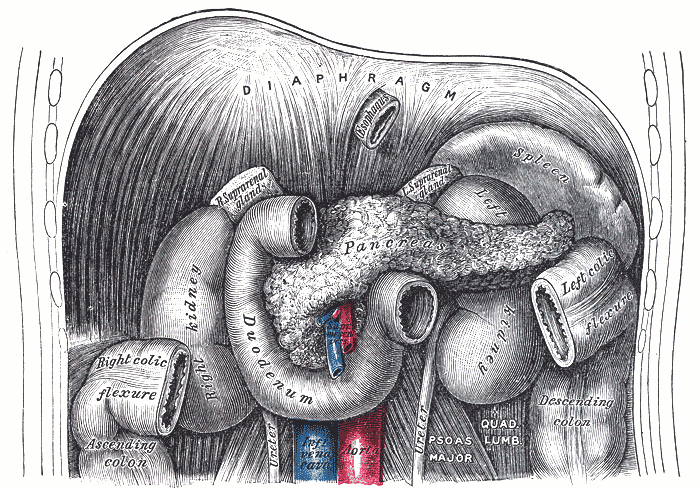 DIAPHRAGM
Esophagus
Spleen
R. Suprarenal
gland
L. Suprarenal
gland
Left
kidney
Pancreas
Left colic
flexure
Right kidney
Duodenum
Right colic
flexure
Ascending
colon
Descending
colon
Ureter
Inf.
vena
cava
Aorta
Ureter
PSOAS
MAJOR
QUAD.
LUMB.